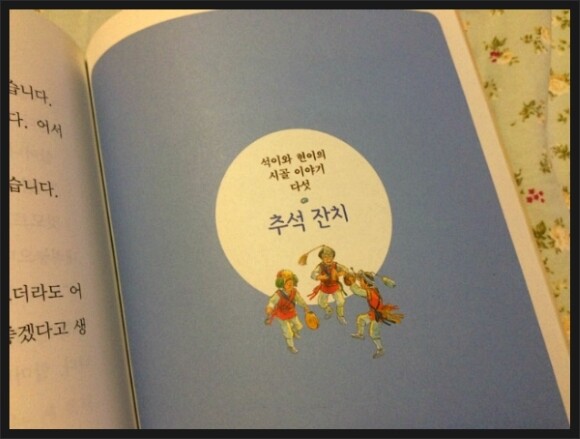 습니다.
다. 어서
습니다.
더라도 어
좋겠다고 생
석이와 현이의
시골 이야기
다섯
추석 잔치